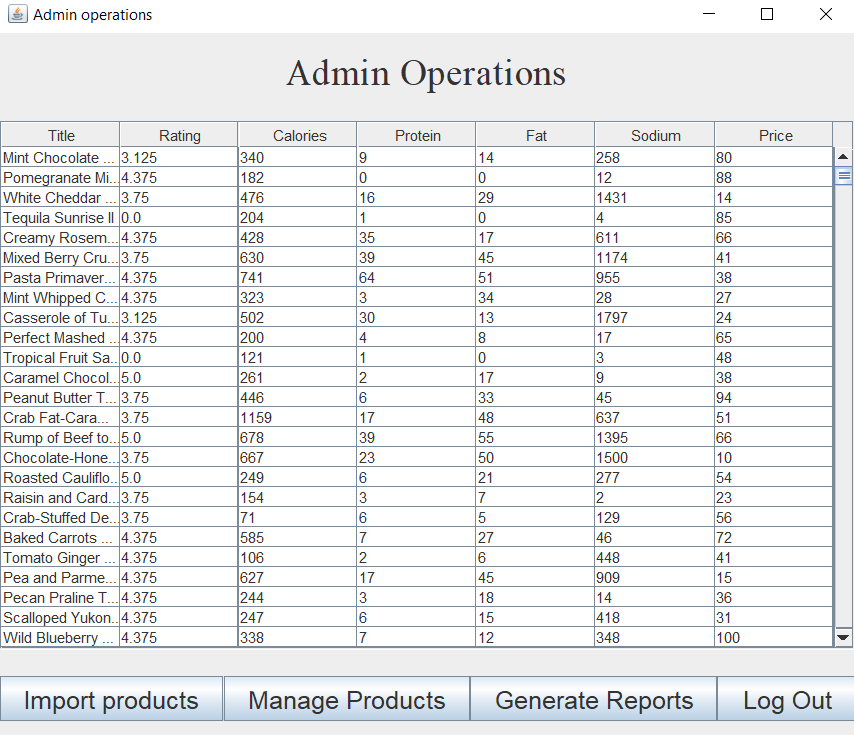 Admin operations
Admin Operations
Title Rating Calories Protein Fat Sodium Price
Mint Chocolate ... 3.125 340 9 14 258 80
Pomegranate Mi... 4.375 182 0 0 12 88
White Cheddar ... 3.75 476 16 29 1431 14
Tequila Sunrise II 0.0 204 1 0 4 85
Creamy Rosem... 4.375 428 35 17 611 66
Mixed Berry Cru... 3.75 630 39 45 1174 41
Pasta Primaver... 4.375 741 64 51 955 38
Mint Whipped C... 4.375 323 3 34 28 27
Casserole of Tu... 3.125 502 30 13 1797 24
Perfect Mashed ... 4.375 200 4 8 17 65
Tropical Fruit Sa... 0.0 121 1 0 3 48
Caramel Chocol... 5.0 261 2 17 9 38
Peanut Butter T... 3.75 446 6 33 45 94
Crab Fat-Cara... 3.75 1159 17 48 637 51
Rump of Beef to... 5.0 678 39 55 1395 66
Chocolate-Hone... 3.75 667 23 50 1500 10
Roasted Cauliflo... 5.0 249 6 21 277 54
Raisin and Card... 3.75 154 3 7 2 23
Crab-Stuffed De... 3.75 71 6 5 129 56
Baked Carrots ... 4.375 585 7 27 46 72
Tomato Ginger ... 4.375 106 2 6 448 41
Pea and Parme... 4.375 627 17 45 909 15
Pecan Praline T... 4.375 244 3 18 14 36
Scalloped Yukon... 4.375 247 6 15 418 31
Wild Blueberry ... 4.375 338 7 12 348 100
Import products Manage Products Generate Reports Log Out